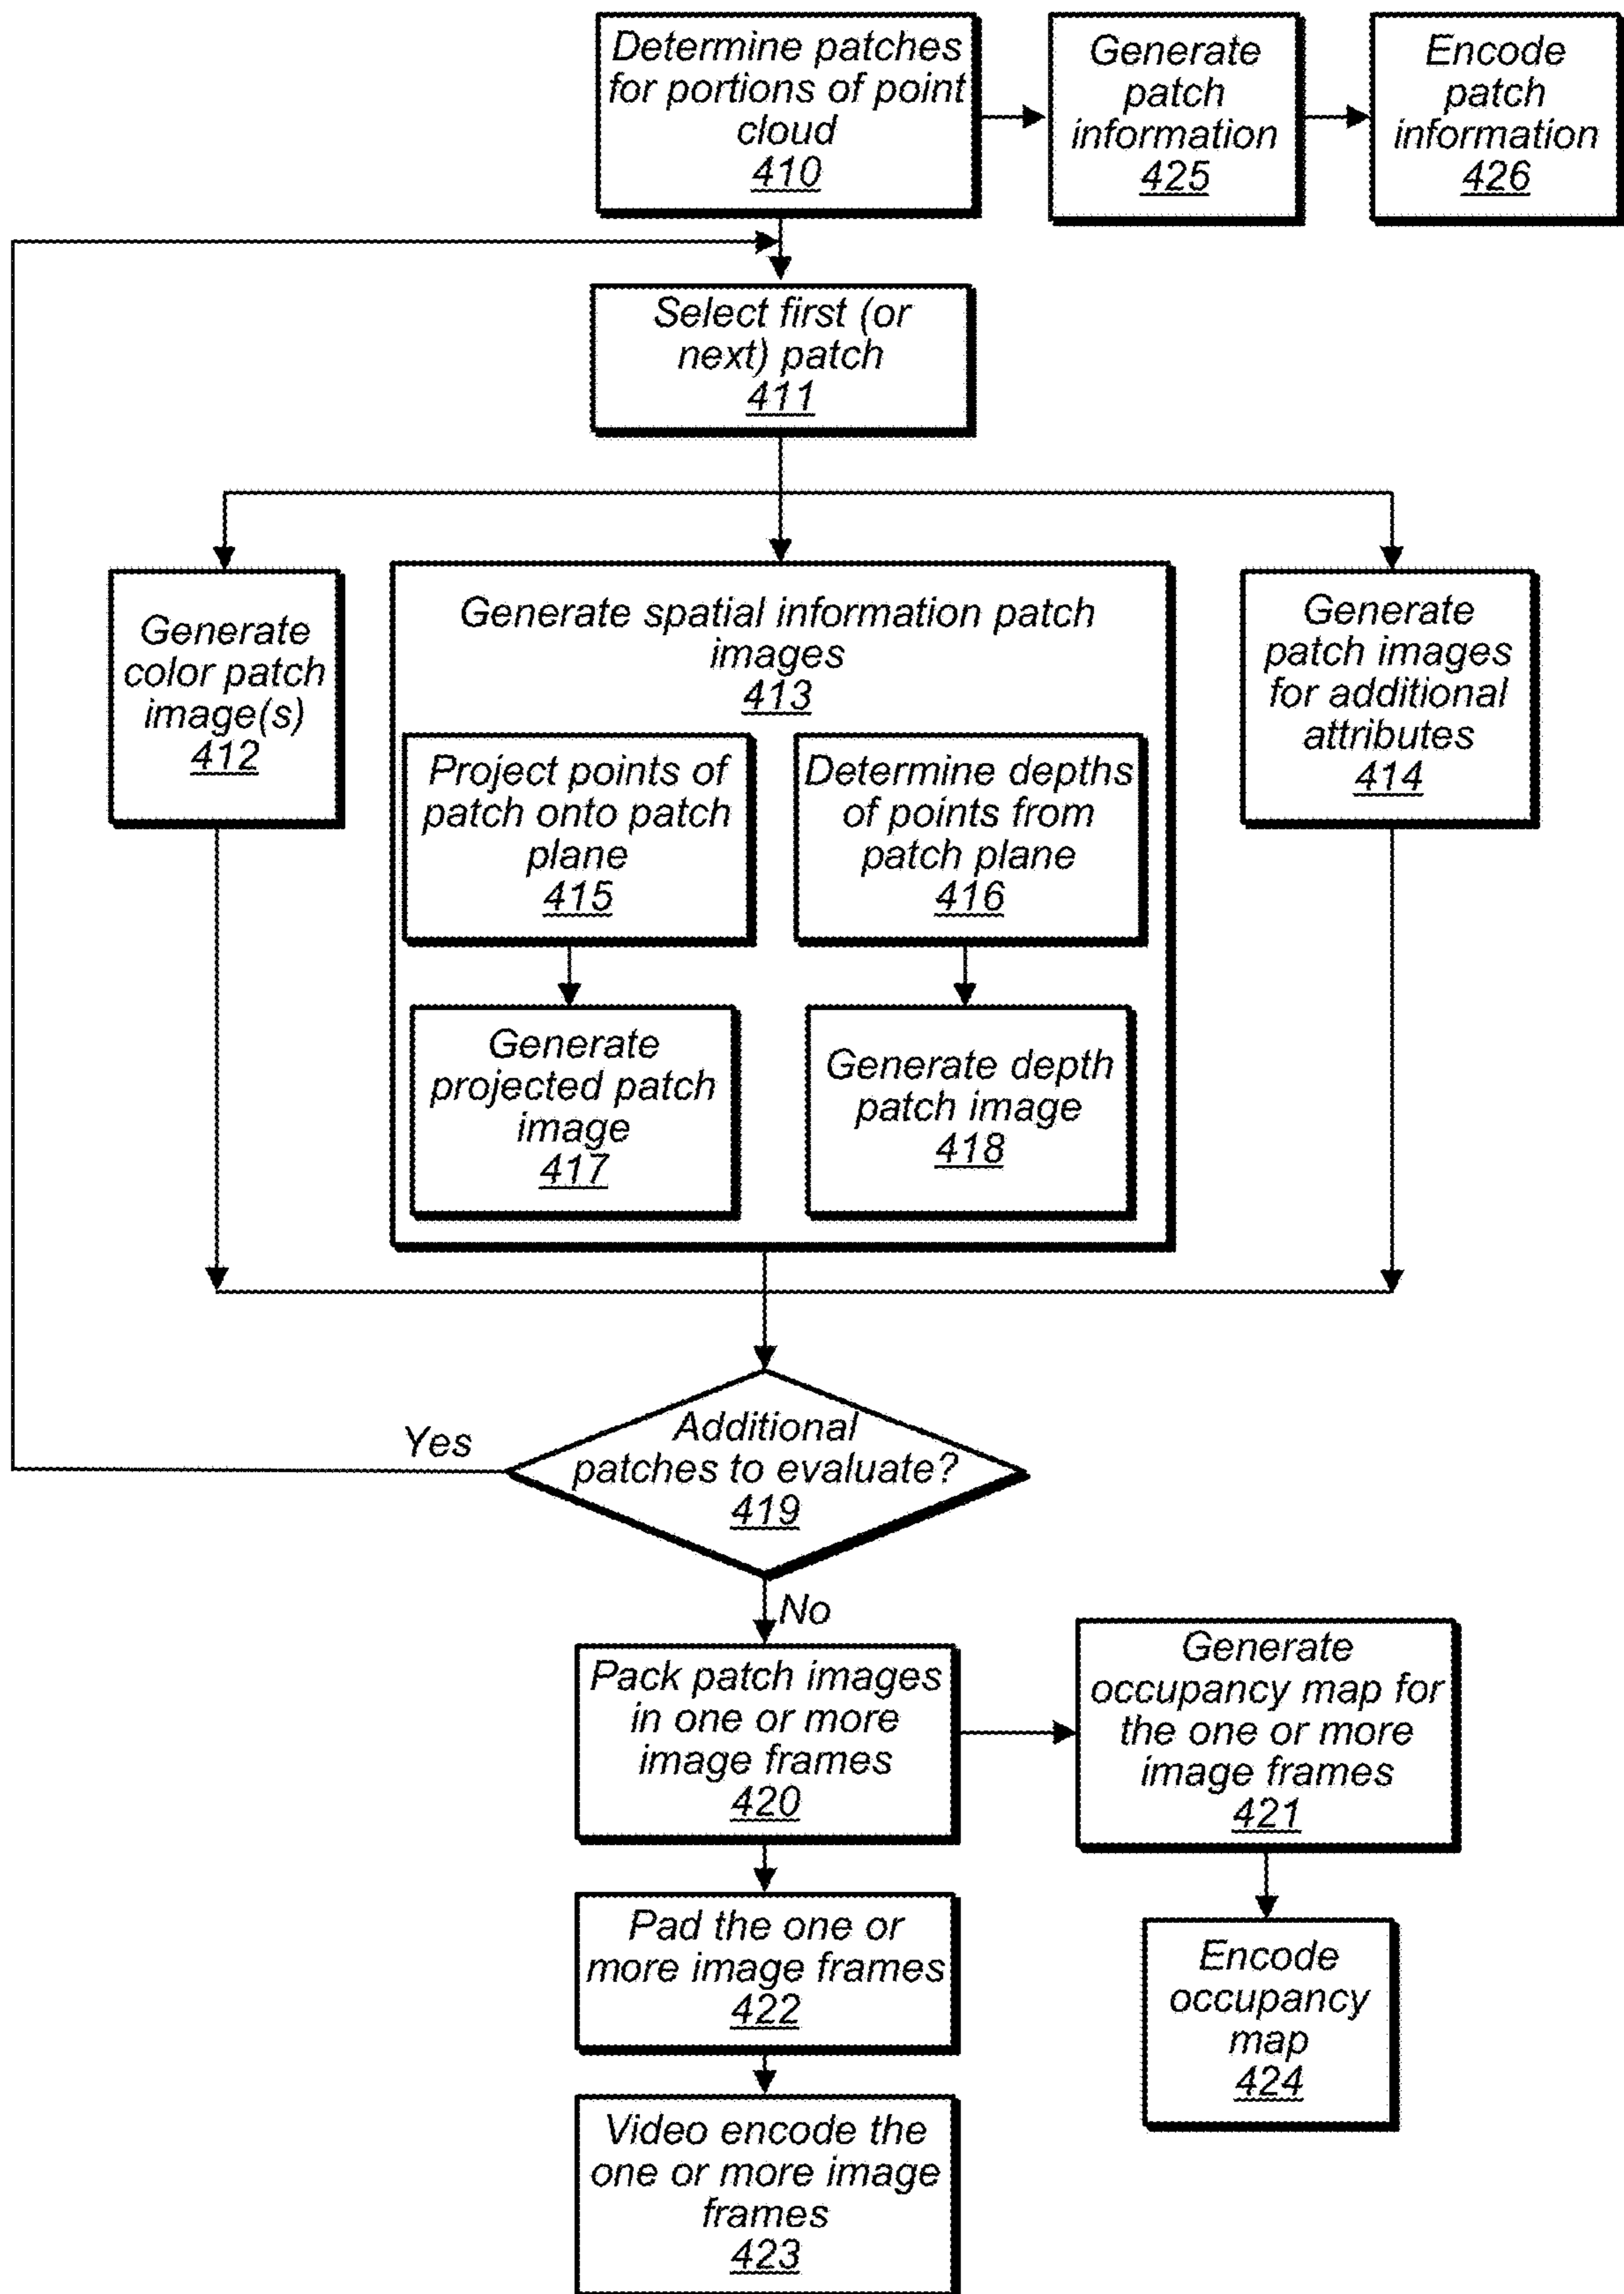 Determine patches
for portions of point
cloud
410
Generate
patch
information
425
Encode
patch
information
426
Select first (or
next) patch
411
Generate
color patch
image(s)
412
Generate spatial information patch
images
413
Project points of
patch onto patch
plane
415
Determine depths
of points from
patch plane
416
Generate
projected patch
image
417
Generate depth
patch image
418
Generate
patch images
for additional
attributes
414
Additional
patches to evaluate?
419
Yes
No
Pack patch images
in one or more
image frames
420
Generate
occupancy map for
the one or more
image frames
421
Pad the one or
more image frames
422
Encode
occupancy
map
424
Video encode the
one or more image
frames
423